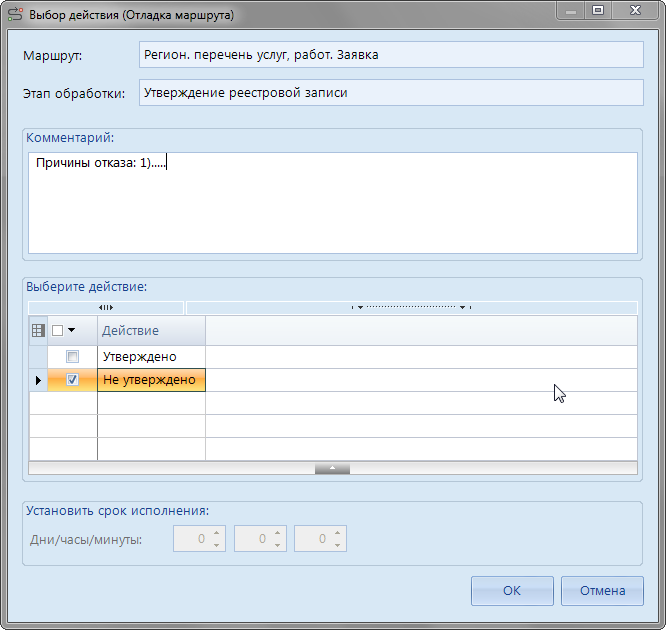 Выбор действия (Отладка маршрута)
Маршрут: Регион. перечень услуг, работ. Заявка
Этап обработки: Утверждение реестровой записи
Комментарий:
Причины отказа: 1).....
Выберите действие:
Действие
Утверждено
Не утверждено
Установить срок исполнения:
Дни/часы/минуты: 0 0 0
ОК Отмена